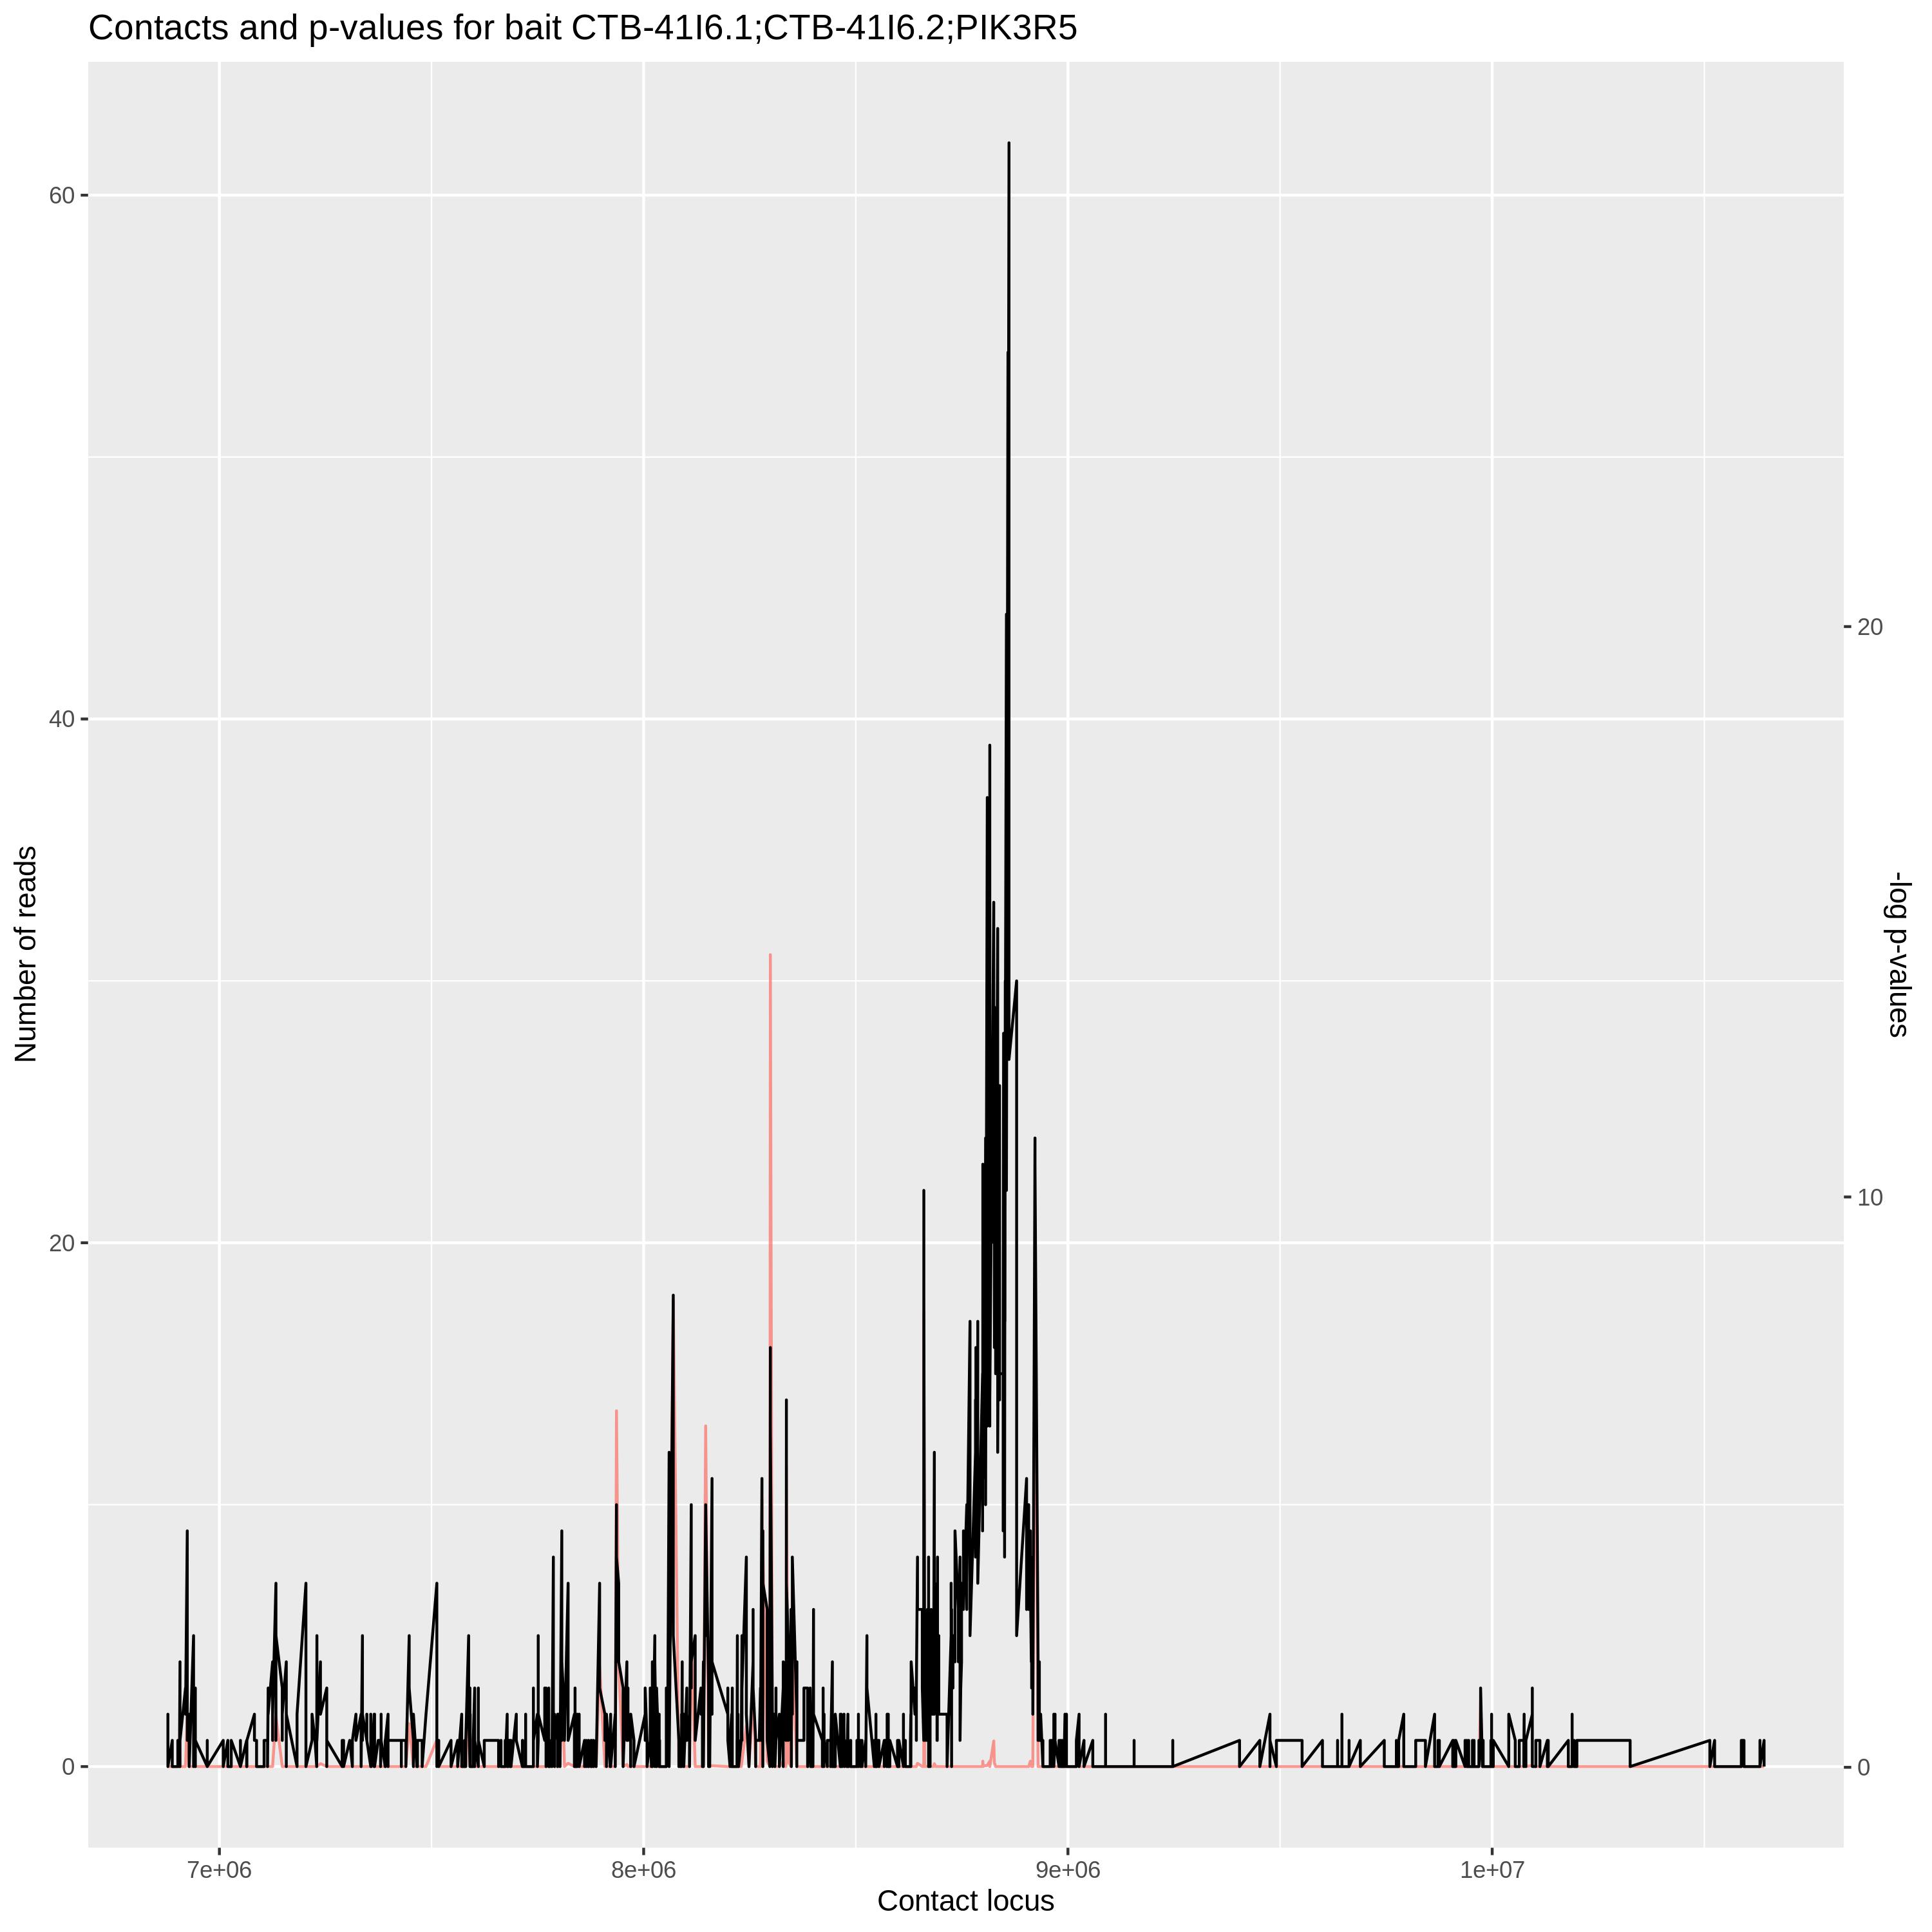 Contacts and p-values for bait CTB-41I6.1;CTB-41I6.2;PIK3R5
60
40
20
0
Number of reads
20
10
0
-log p-values
7e+06
8e+06
9e+06
1e+07
Contact locus